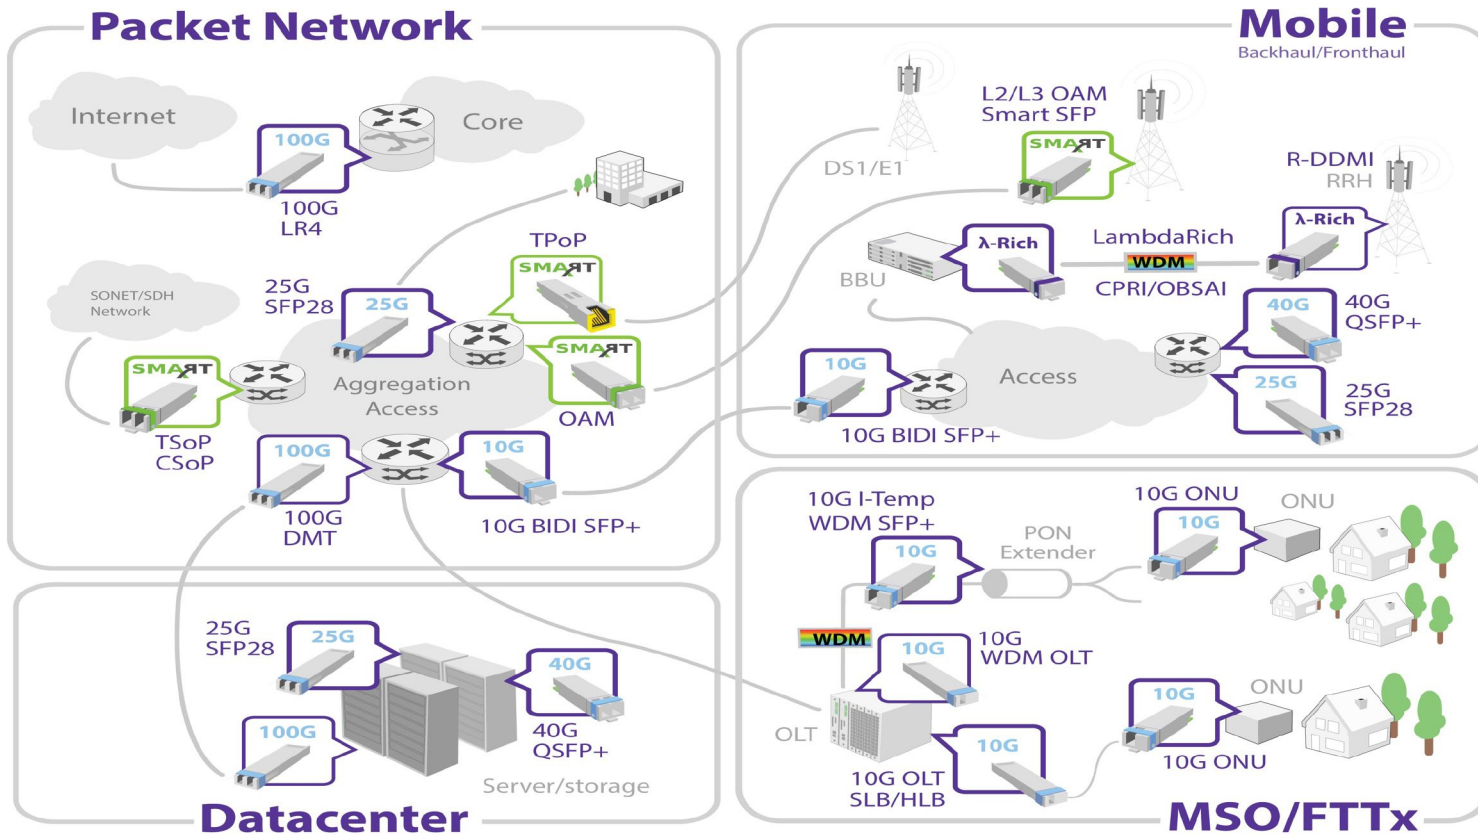 Packet Network
Internet
100G
Core
100G
LR4
TPoP
SMART
SONET/SDH
Network
25G
SFP28
25G
SMART
SMART
Aggregation
Access
OAM
TSoP
CSoP
100G
10G
100G
DMT
10G BIDI SFP+
Mobile
Backhaul/Fronthaul
DS1/E1
L2/L3 OAM
Smart SFP
SMART
R-DDMI
RRH
λ-Rich
BBU
λ-Rich
LambdaRich
WDM
CPRI/OBSAI
40G
40G
QSFP+
10G
Access
25G
25G
SFP28
10G BIDI SFP+
25G
SFP28
25G
40G
100G
40G
QSFP+
Server/storage
Datacenter
10G I-Temp
WDM SFP+
10G
PON
Extender
10G ONU
10G
ONU
WDM
10G
10G
WDM OLT
OLT
10G
10G OLT
SLB/HLB
10G
ONU
10G ONU
MSO/FTTx